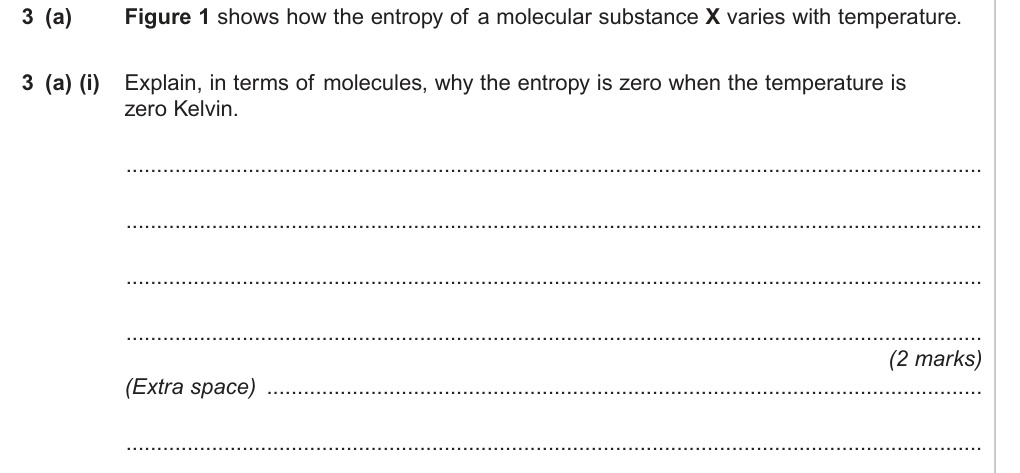 3 (a) Figure 1 shows how the entropy of a molecular substance X varies with temperature.
3 (a) (i) Explain, in terms of molecules, why the entropy is zero when the temperature is
zero Kelvin.
(2 marks)
(Extra space)